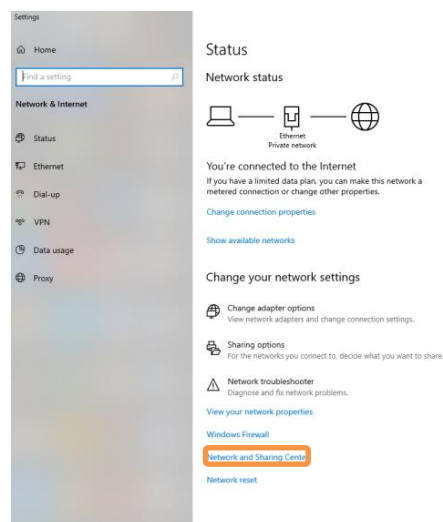 Settings
Home
Find a setting
Network & Internet
Status
Ethernet
Dial-up
VPN
Data usage
Proxy
Status
Network status
Ethernet
Private network
You're connected to the Internet
If you have a limited data plan, you can make this network a
metered connection or change other properties.
Change connection properties
Show available networks
Change your network settings
Change adapter options
View network adapters and change connection settings.
Sharing options
For the networks you connect to, decide what you want to share.
Network troubleshooter
Diagnose and fix network problems.
View your network properties
Windows Firewall
Network and Sharing Center
Network reset